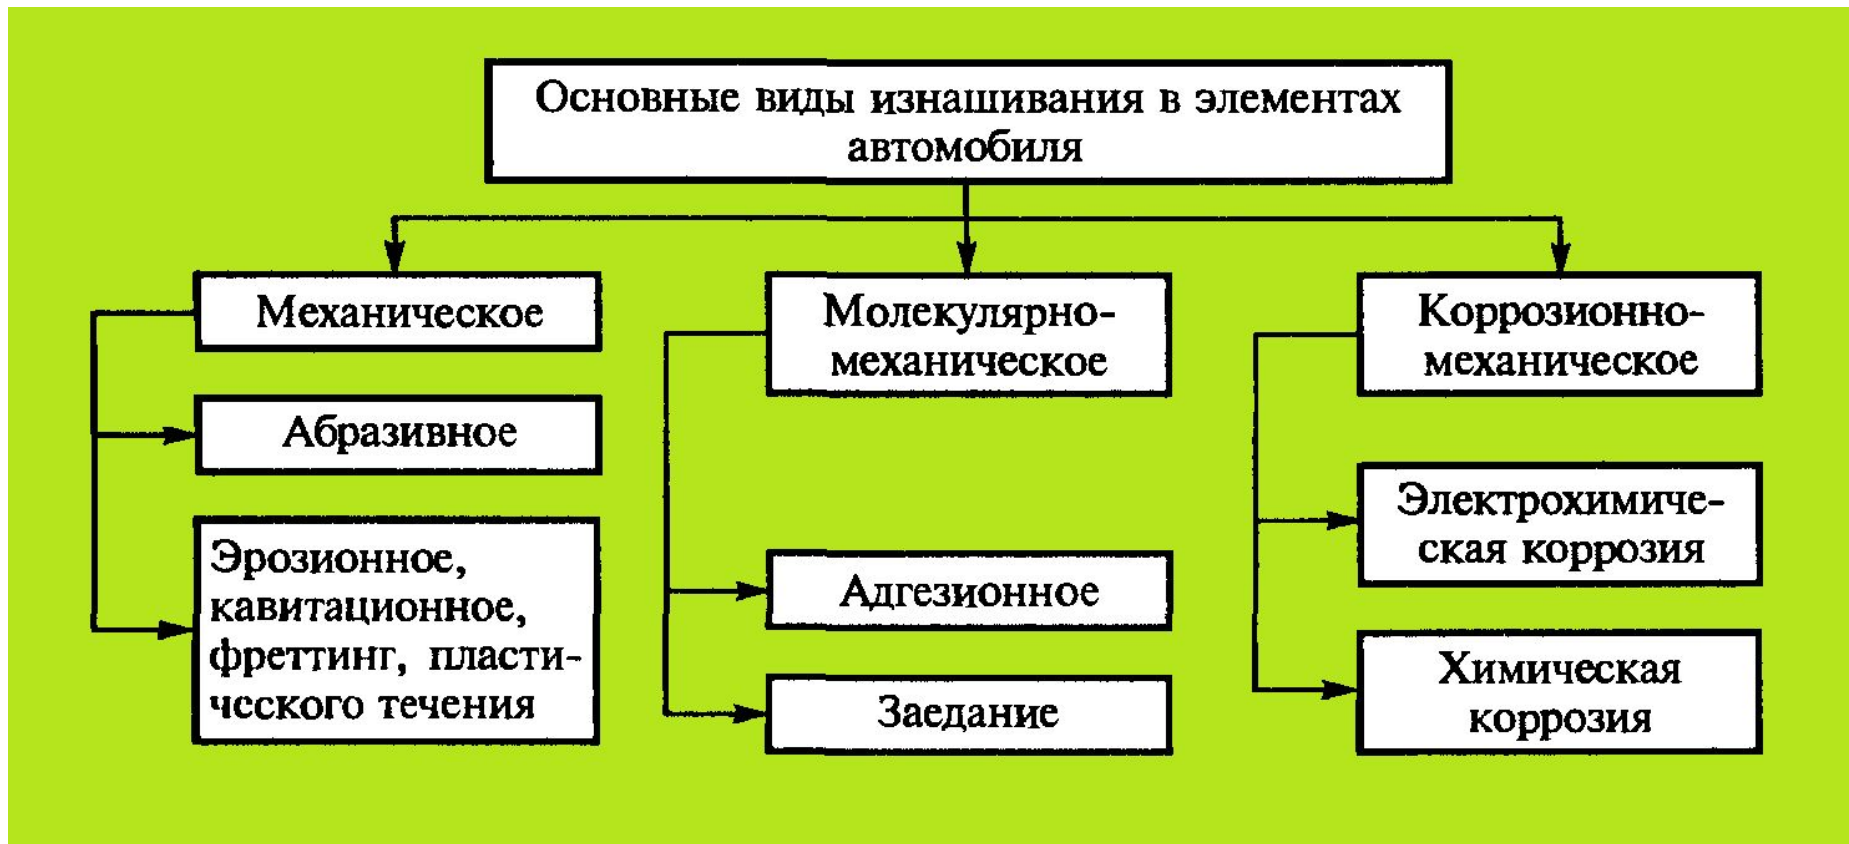 Основные виды изнашивания в элементах
автомобиля
Механическое
Абразивное
Эрозионное,
кавитационное,
фреттинг, пласти-
ческого течения
Молекулярно-
механическое
Адгезионное
Заедание
Коррозионно-
механическое
Электрохимиче-
ская коррозия
Химическая
коррозия